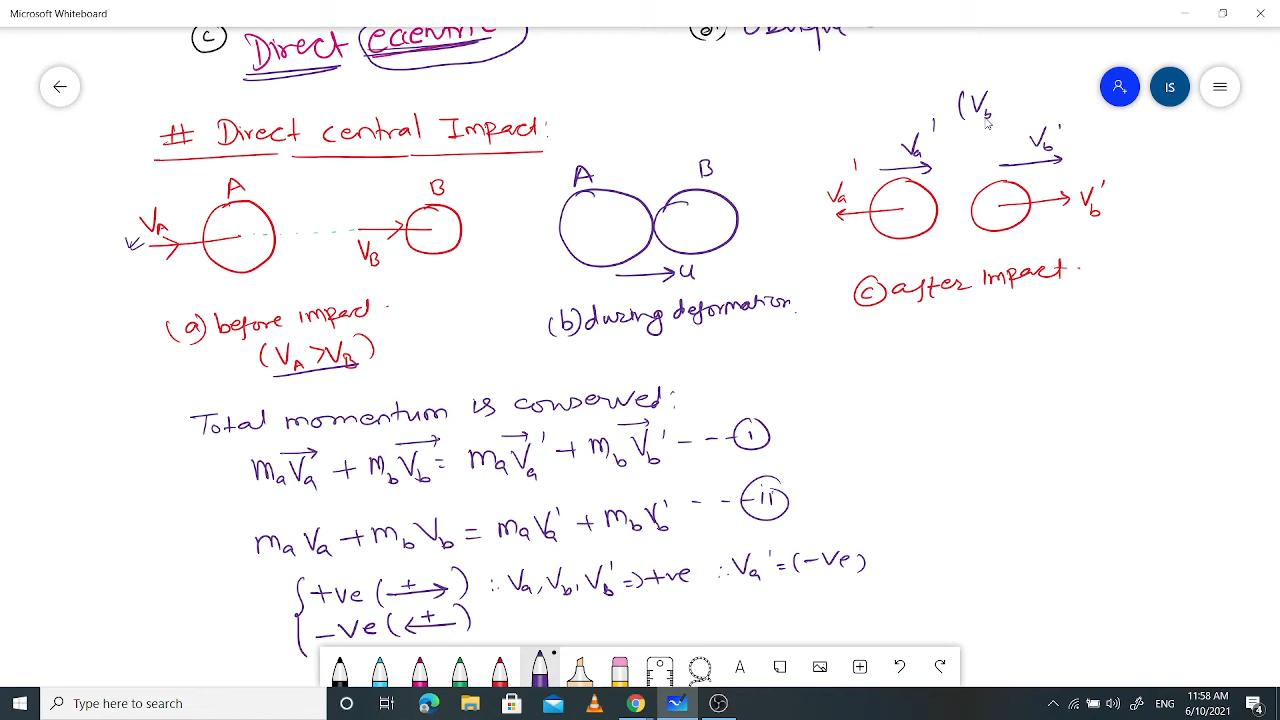 Microsoft Whiteboard
(c) Direct eccentric
(d) Oblique
IS
# Direct central Impact:
(Vb
Va' Vb'
A B A B
VA VB Va' Vb'
u
(a) before impact.
(VA > VB)
(b) during deformation.
(c) after impact.
Total momentum is conserved:
maVa + mbVb = maVa' + mbVb' --- (i)
maVa + mbVb = maVa' + mbVb' --- (ii)
+ve (+→) ∴ Va, Vb, Vb' => +ve ∴ Va' = (-ve)
-ve (←+)
A
Type here to search
11:58 AM
6/10/2021
4